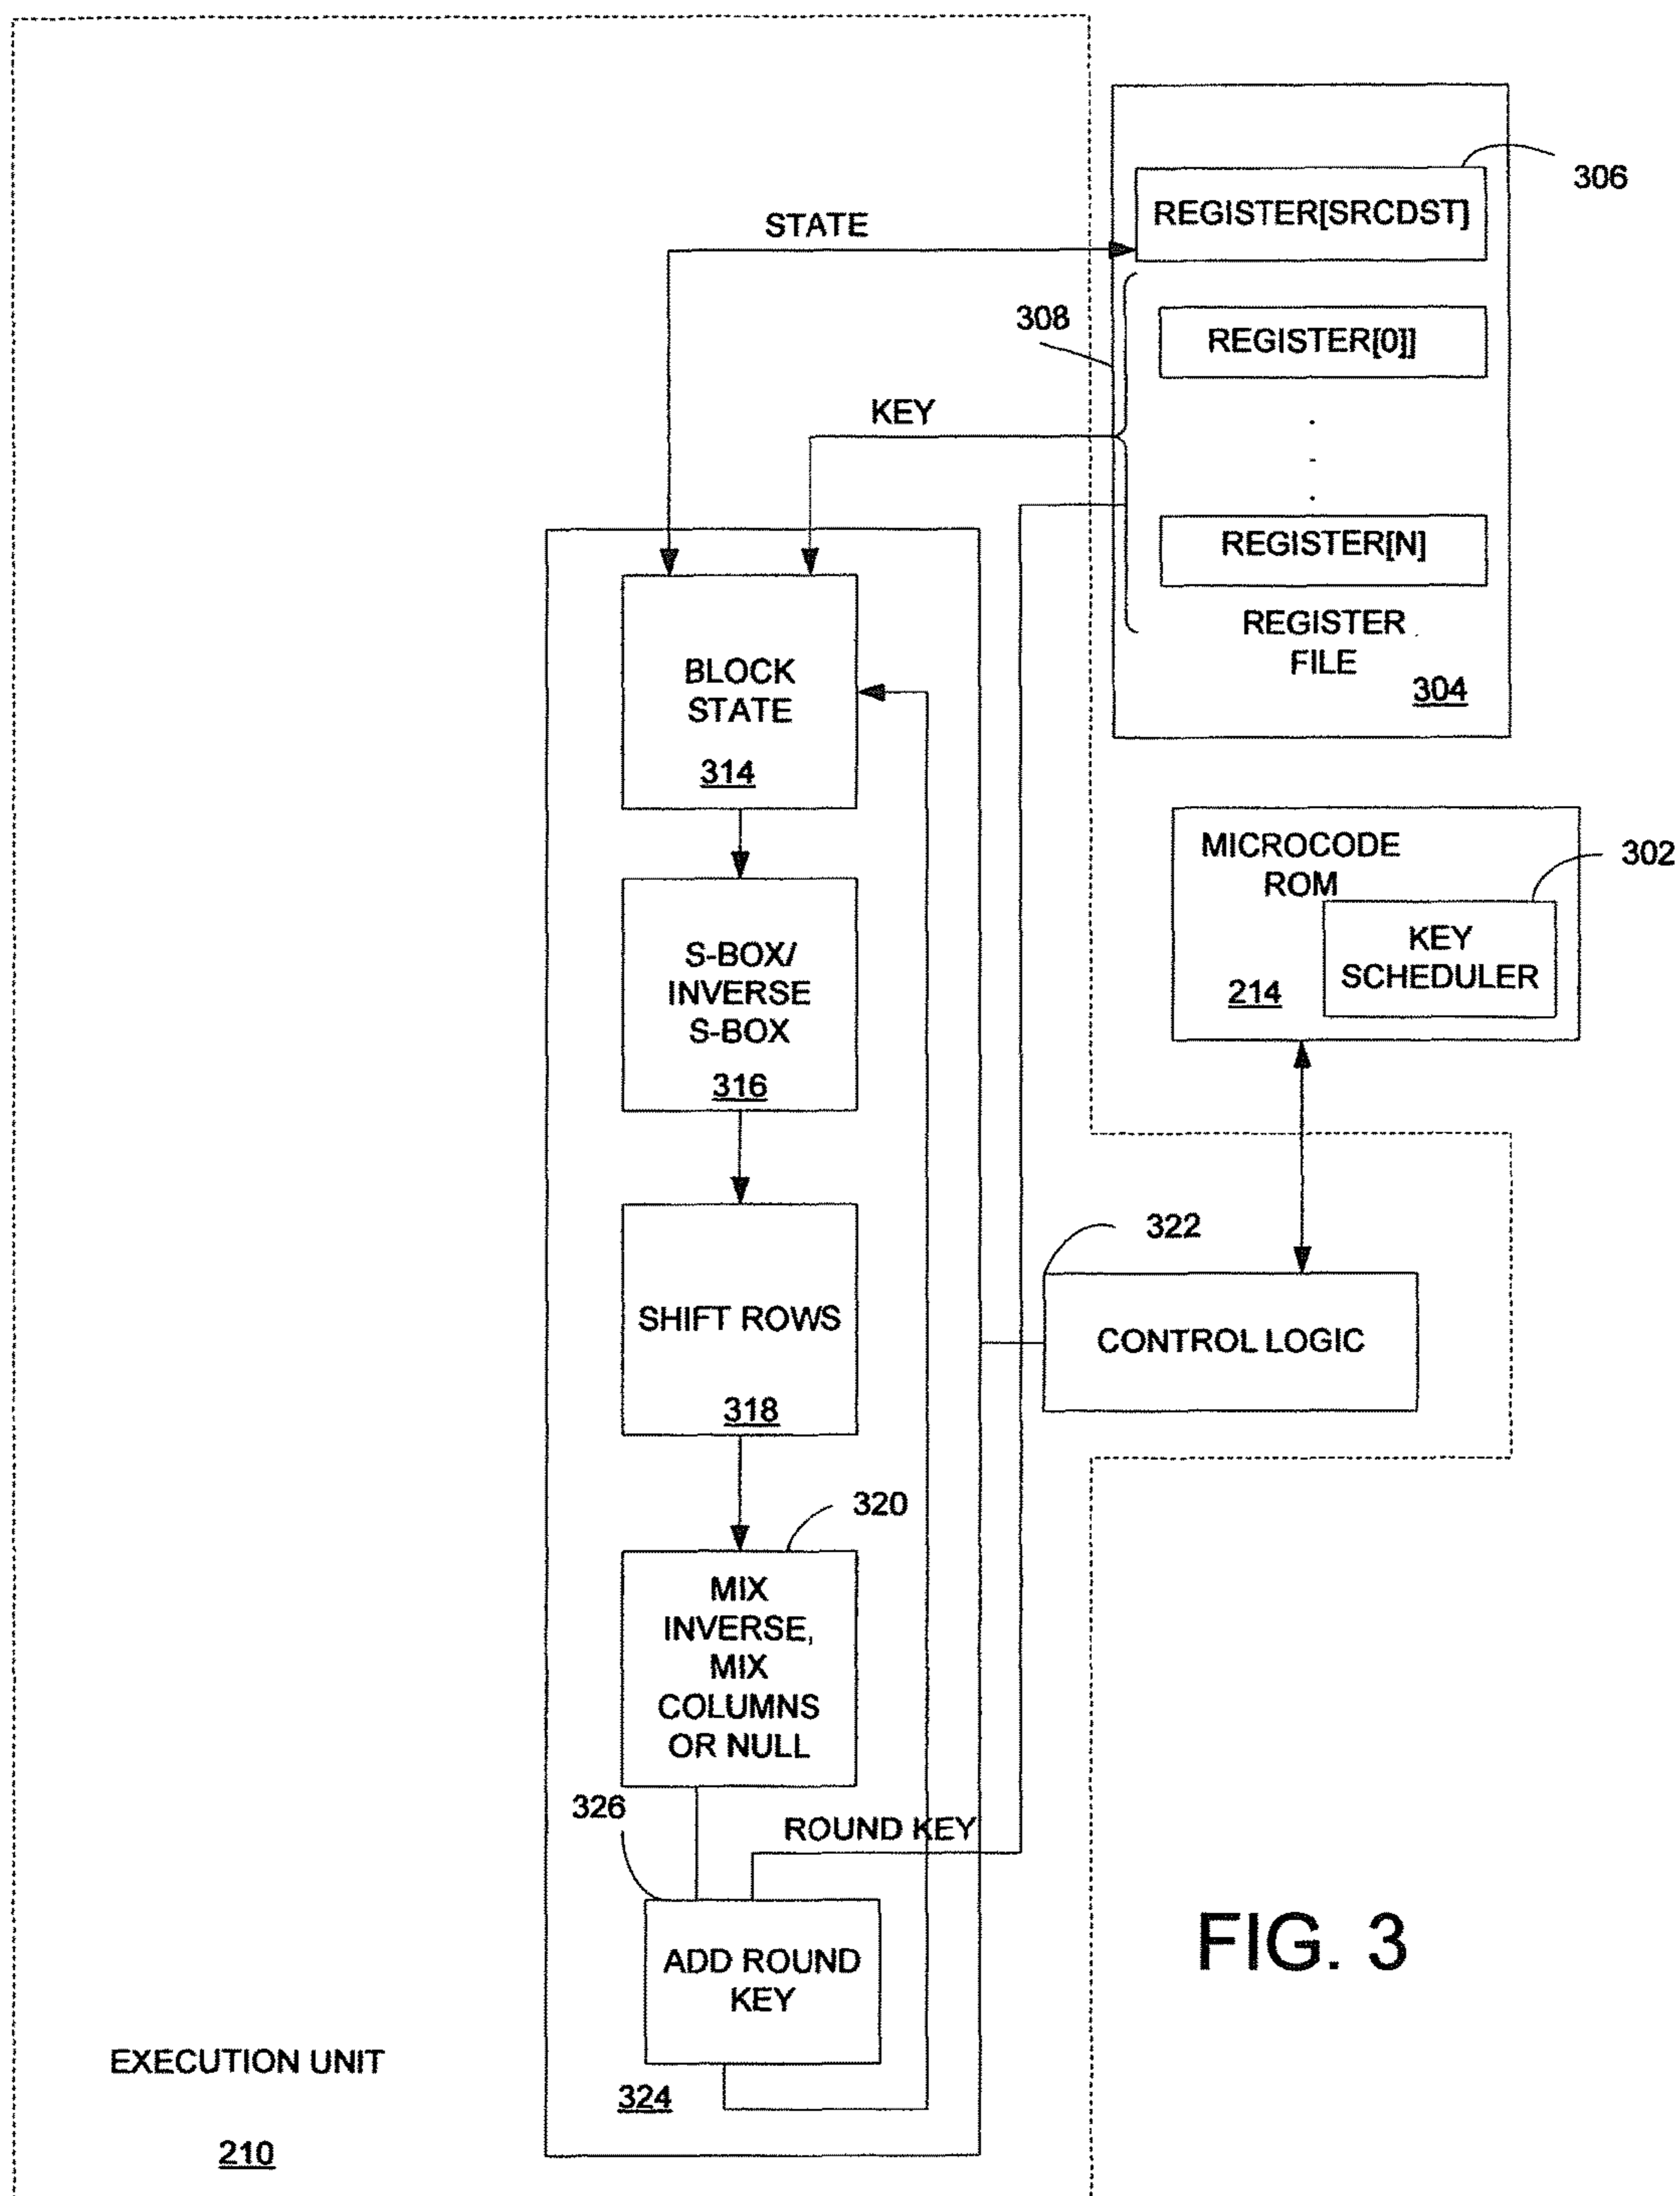 306
REGISTER[SRCDST]
STATE
308
REGISTER[0]]
KEY
REGISTER[N]
REGISTER
FILE
304
BLOCK
STATE
314
MICROCODE
ROM
302
KEY
SCHEDULER
214
S-BOX/
INVERSE
S-BOX
316
322
SHIFT ROWS
318
CONTROL LOGIC
320
MIX
INVERSE,
MIX
COLUMNS
OR NULL
326
ROUND KEY
ADD ROUND
KEY
324
FIG. 3
EXECUTION UNIT
210